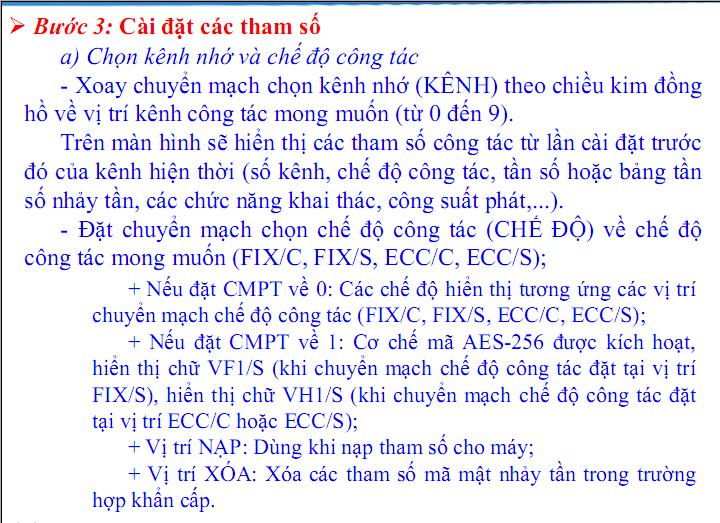 ➢ Bước 3: Cài đặt các tham số
a) Chọn kênh nhớ và chế độ công tác
- Xoay chuyển mạch chọn kênh nhớ (KÊNH) theo chiều kim đồng
hồ về vị trí kênh công tác mong muốn (từ 0 đến 9).
Trên màn hình sẽ hiển thị các tham số công tác từ lần cài đặt trước
đó của kênh hiện thời (số kênh, chế độ công tác, tần số hoặc bảng tần
số nhảy tần, các chức năng khai thác, công suất phát,...).
- Đặt chuyển mạch chọn chế độ công tác (CHẾ ĐỘ) về chế độ
công tác mong muốn (FIX/C, FIX/S, ECC/C, ECC/S);
+ Nếu đặt CMPT về 0: Các chế độ hiển thị tương ứng các vị trí
chuyển mạch chế độ công tác (FIX/C, FIX/S, ECC/C, ECC/S);
+ Nếu đặt CMPT về 1: Cơ chế mã AES-256 được kích hoạt,
hiển thị chữ VF1/S (khi chuyển mạch chế độ công tác đặt tại vị trí
FIX/S), hiển thị chữ VH1/S (khi chuyển mạch chế độ công tác đặt
tại vị trí ECC/C hoặc ECC/S);
+ Vị trí NẠP: Dùng khi nạp tham số cho máy;
+ Vị trí XÓA: Xóa các tham số mã mật nhảy tần trong trường
hợp khẩn cấp.